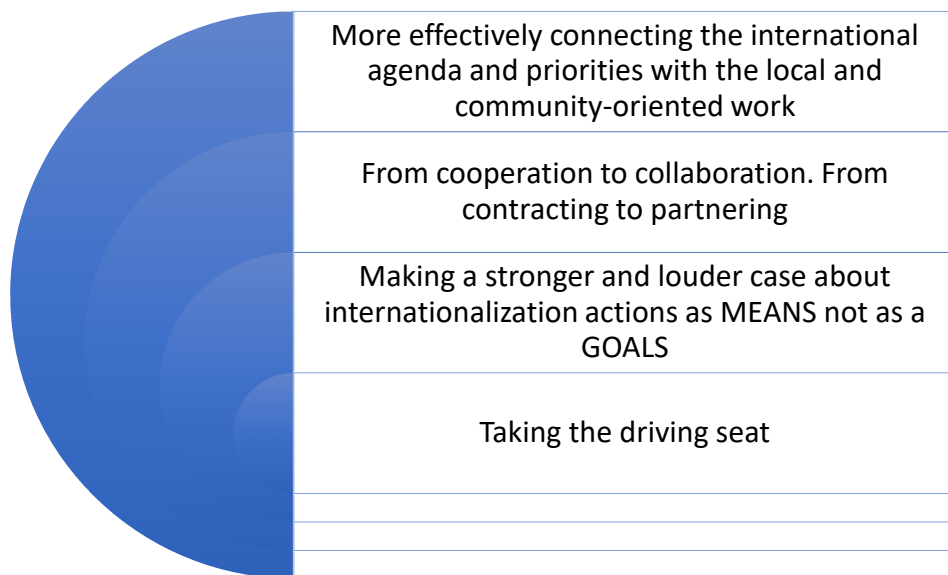 More effectively connecting the international
agenda and priorities with the local and
community-oriented work
From cooperation to collaboration. From
contracting to partnering
Making a stronger and louder case about
internationalization actions as MEANS not as a
GOALS
Taking the driving seat